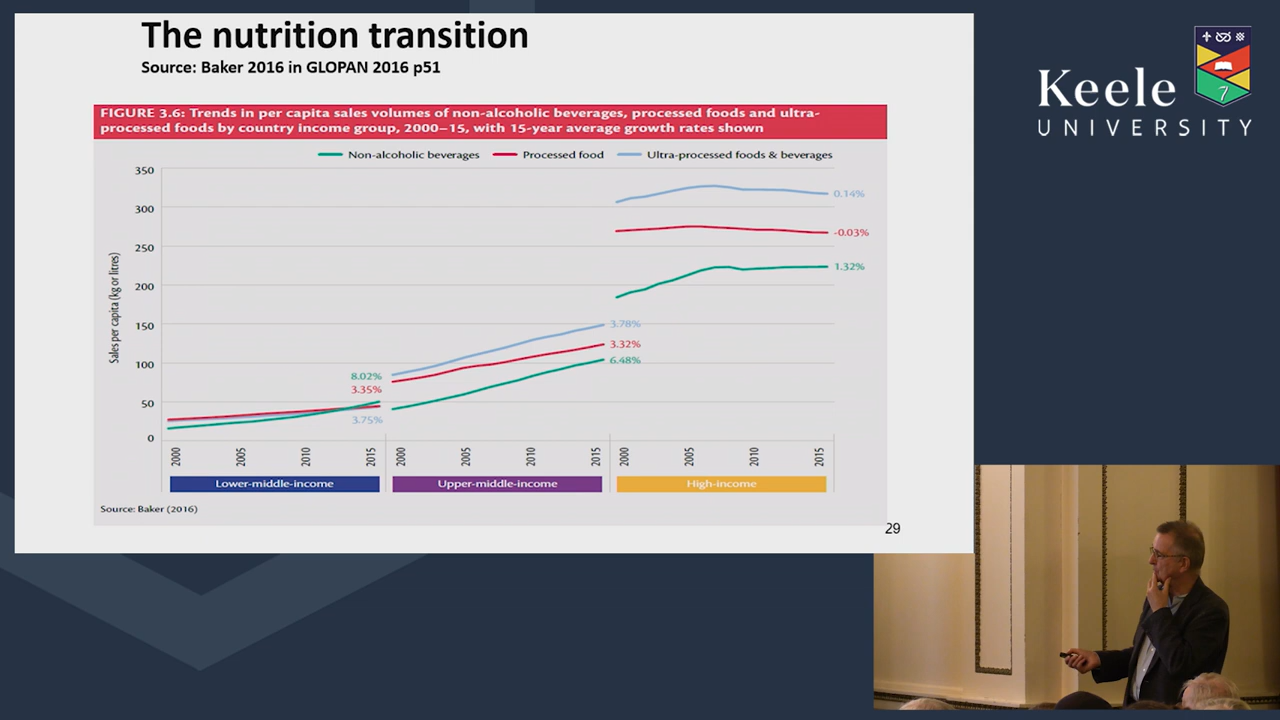 The nutrition transition
Source: Baker 2016 in GLOPAN 2016 p51
FIGURE 3.6: Trends in per capita sales volumes of non-alcoholic beverages, processed foods and ultra-
processed foods by country income group, 2000–15, with 15-year average growth rates shown
Non-alcoholic beverages Processed food Ultra-processed foods & beverages
Sales per capita (kg or litres)
350
300
250
200
150
100
50
0
8.02%
3.35%
3.75%
3.78%
3.32%
6.48%
0.14%
-0.03%
1.32%
2000 2005 2010 2015 2000 2005 2010 2015 2000 2005 2010 2015
Lower-middle-income Upper-middle-income High-income
Source: Baker (2016)
29
Keele
UNIVERSITY